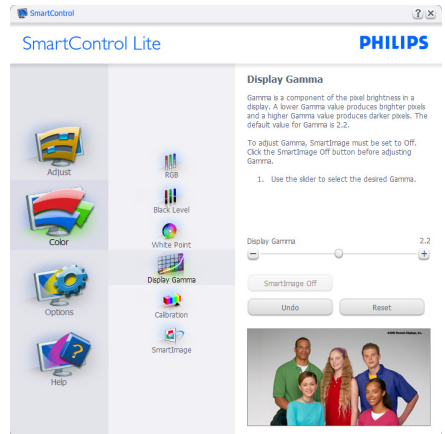 SmartControl
SmartControl Lite
PHILIPS
Adjust
Color
Options
Help
RGB
Black Level
White Point
Display Gamma
Calibration
SmartImage
Display Gamma
Gamma is a component of the pixel brightness in a
display. A lower Gamma value produces brighter pixels
and a higher Gamma value produces darker pixels. The
default value for Gamma is 2.2.
To adjust Gamma, SmartImage must be set to Off.
Click the SmartImage Off button before adjusting
Gamma.
1. Use the slider to select the desired Gamma.
Display Gamma 2.2
SmartImage Off
Undo Reset